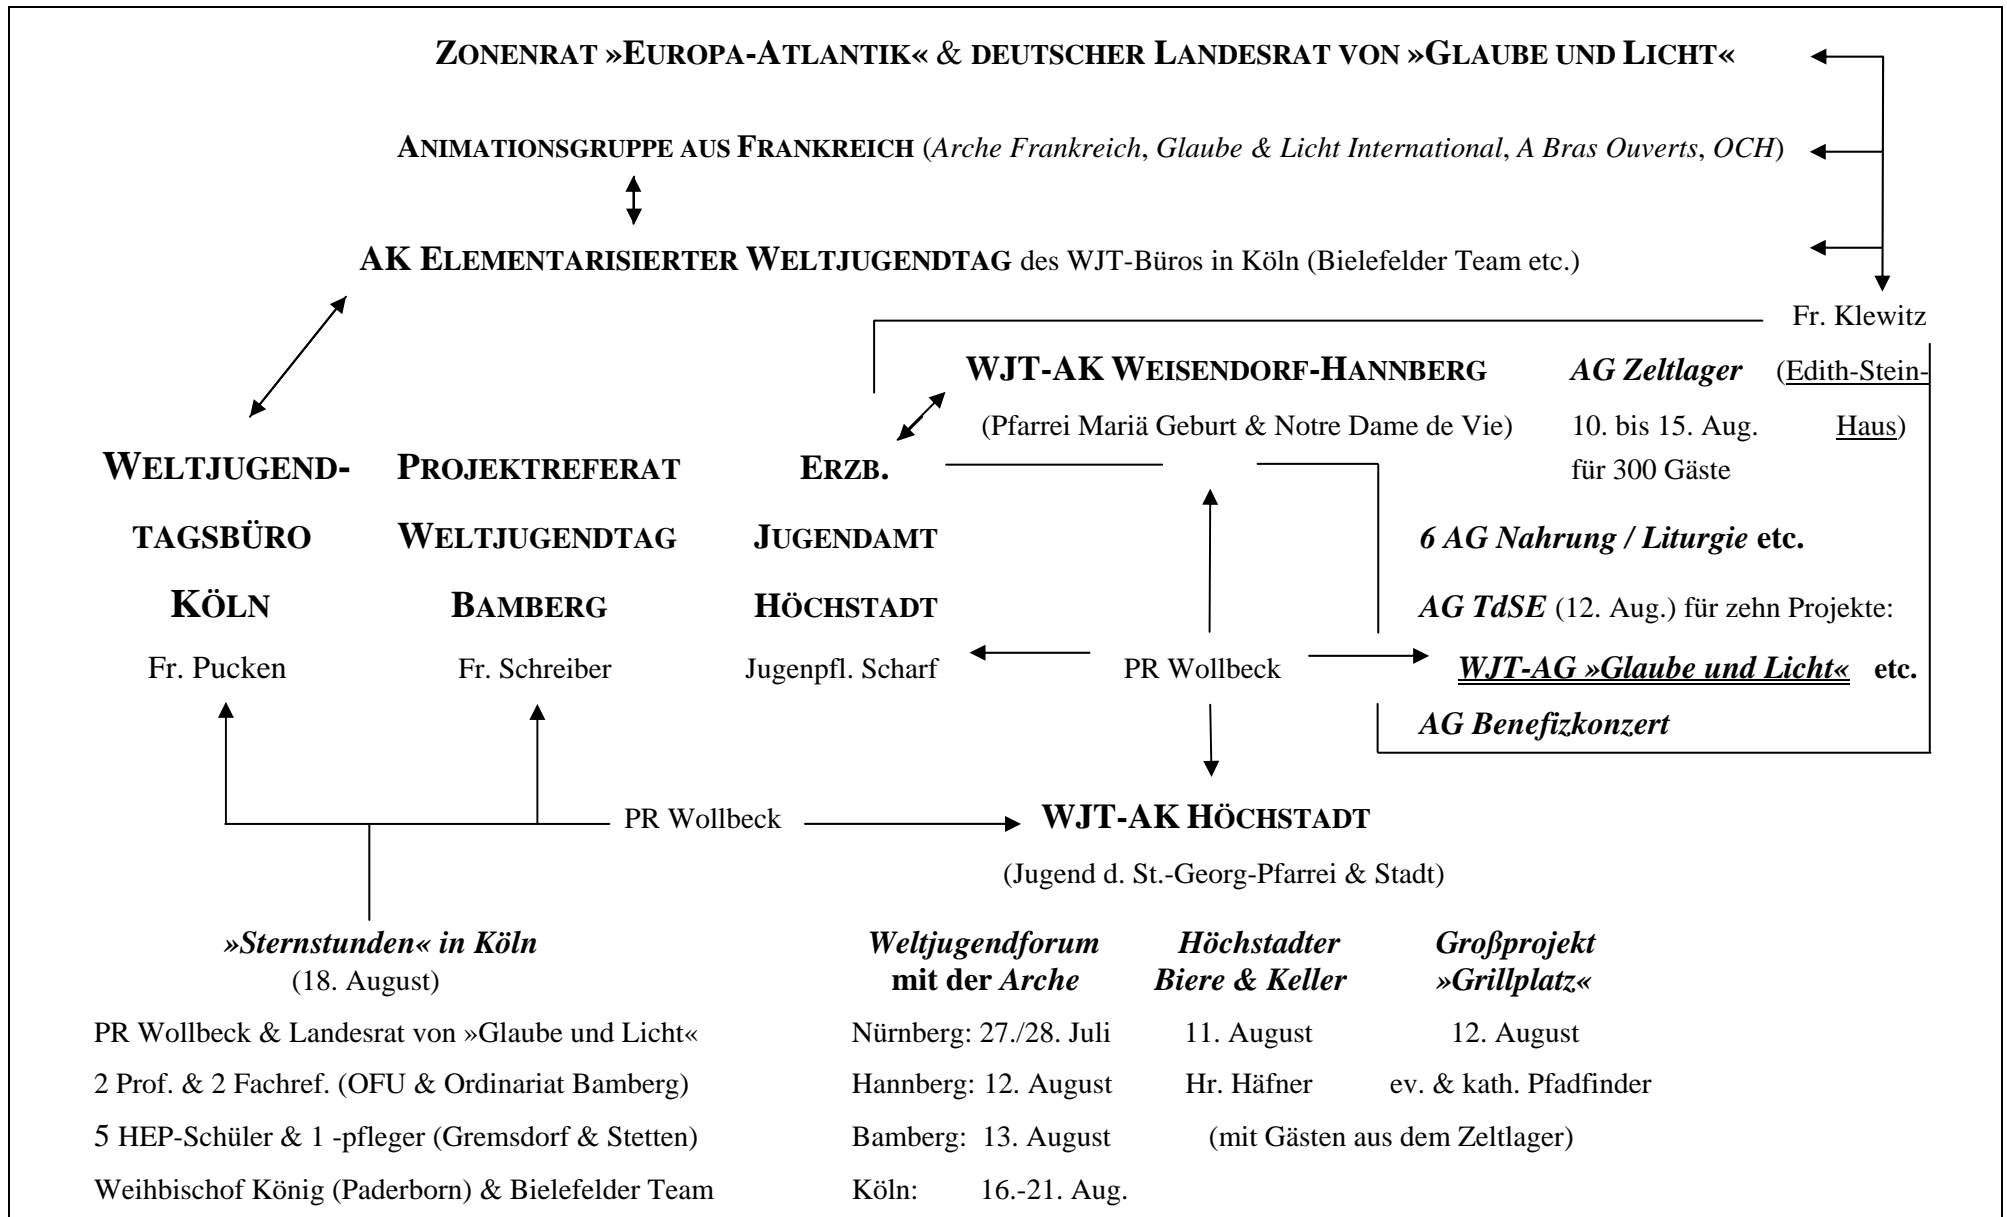 ZONENRAT »EUROPA-ATLANTIK« & DEUTSCHER LANDESRAT VON »GLAUBE UND LICHT«
ANIMATIONSGRUPPE AUS FRANKREICH (Arche Frankreich, Glaube & Licht International, A Bras Ouverts, OCH)
AK ELEMENTARISIERTER WELTJUGENDTAG des WJT-Büros in Köln (Bielefelder Team etc.)
Fr. Klewitz
WJT-AK WEISENDORF-HANNBERG AG Zeltlager (Edith-Stein-
(Pfarrei Mariä Geburt & Notre Dame de Vie) 10. bis 15. Aug. Haus)
WELTJUGEND- PROJEKTREFERAT ERZB. für 300 Gäste
TAGSBÜRO WELTJUGENDTAG JUGENDAMT 6 AG Nahrung / Liturgie etc.
KÖLN BAMBERG HÖCHSTADT AG TdSE (12. Aug.) für zehn Projekte:
Fr. Pucken Fr. Schreiber Jugenpfl. Scharf PR Wollbeck WJT-AG »Glaube und Licht« etc.
AG Benefizkonzert
PR Wollbeck WJT-AK HÖCHSTADT
(Jugend d. St.-Georg-Pfarrei & Stadt)
»Sternstunden« in Köln Weltjugendforum Höchstadter Großprojekt
(18. August) mit der Arche Biere & Keller »Grillplatz«
PR Wollbeck & Landesrat von »Glaube und Licht« Nürnberg: 27./28. Juli 11. August 12. August
2 Prof. & 2 Fachref. (OFU & Ordinariat Bamberg) Hannberg: 12. August Hr. Häfner ev. & kath. Pfadfinder
5 HEP-Schüler & 1 -pfleger (Gremsdorf & Stetten) Bamberg: 13. August (mit Gästen aus dem Zeltlager)
Weihbischof König (Paderborn) & Bielefelder Team Köln: 16.-21. Aug.